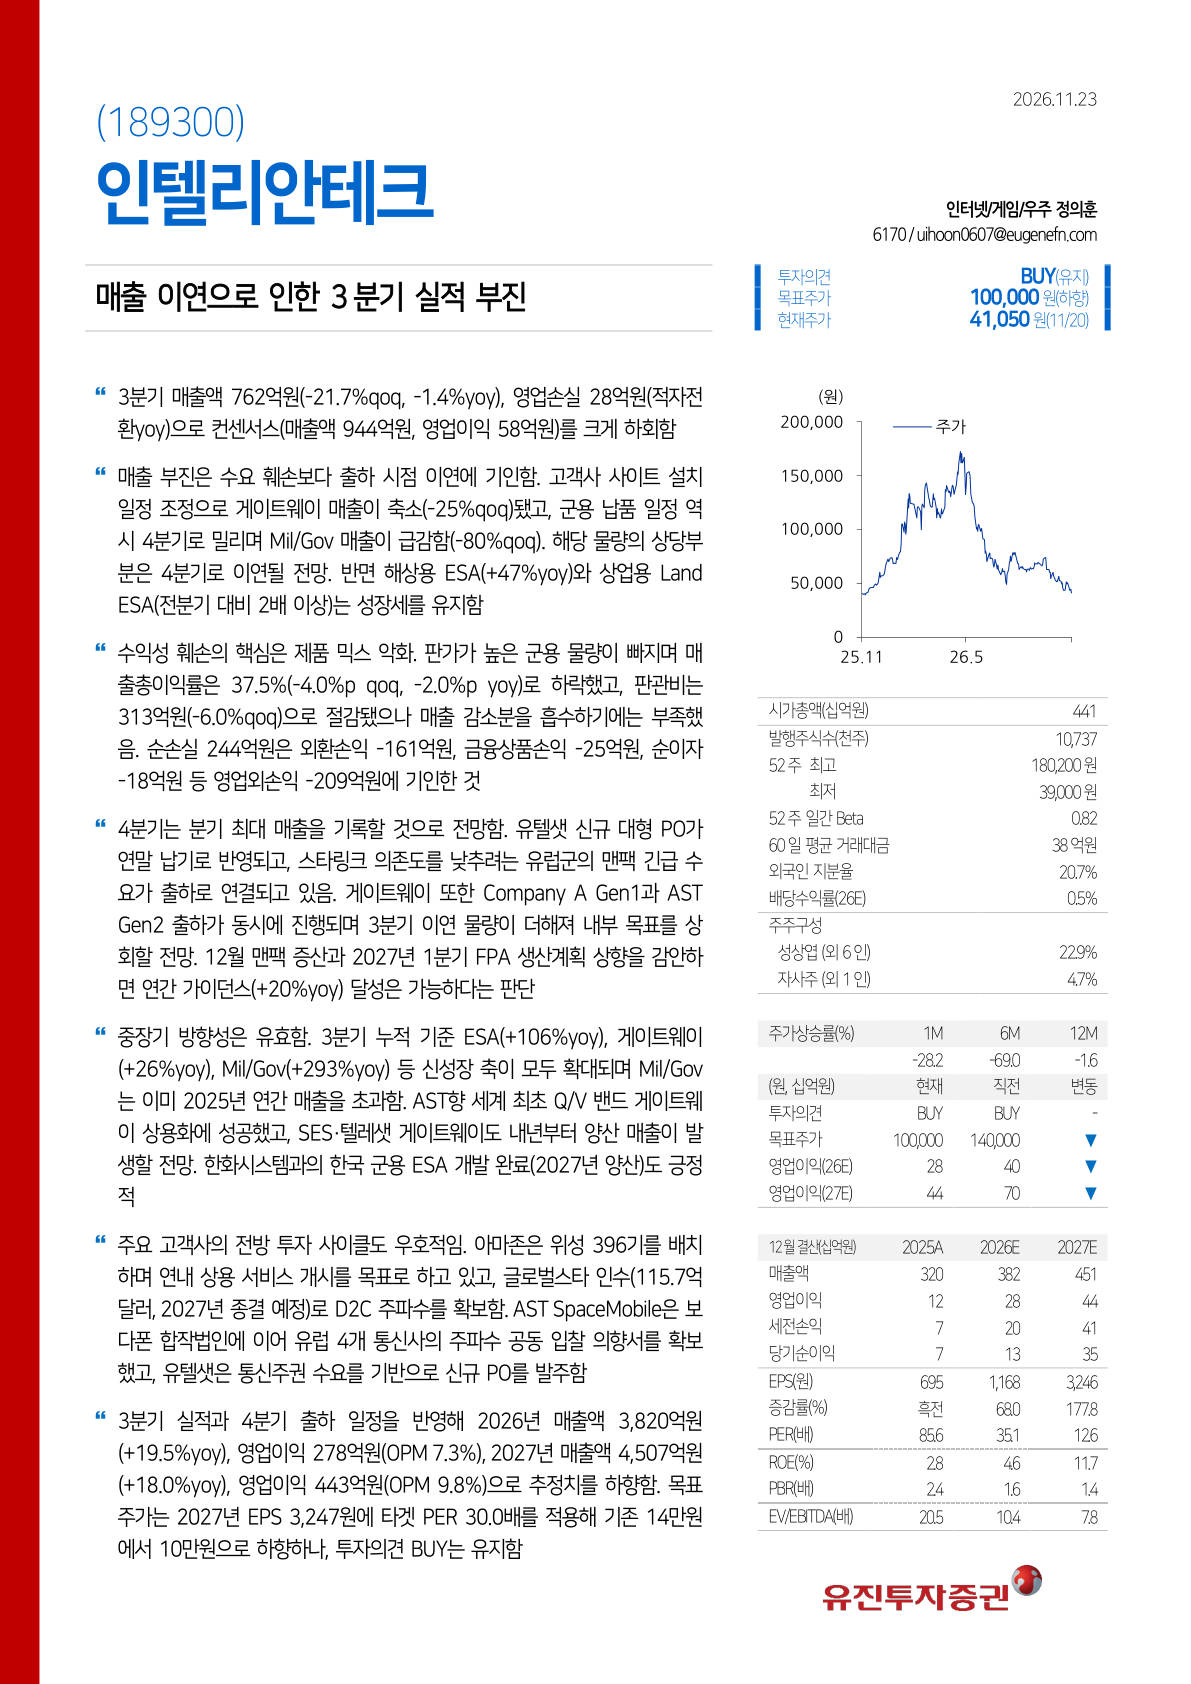 2026.11.23
(189300)
인텔리안테크
인터넷/게임/우주 정의훈
6170 / uihoon0607@eugenefn.com
매출 이연으로 인한 3분기 실적 부진
투자의견 BUY(유지)
목표주가 100,000 원(하향)
현재주가 41,050 원(11/20)
“ 3분기 매출액 762억원(-21.7%qoq, -1.4%yoy), 영업손실 28억원(적자전
환yoy)으로 컨센서스(매출액 944억원, 영업이익 58억원)를 크게 하회함
“ 매출 부진은 수요 훼손보다 출하 시점 이연에 기인함. 고객사 사이트 설치
일정 조정으로 게이트웨이 매출이 축소(-25%qoq)됐고, 군용 납품 일정 역
시 4분기로 밀리며 Mil/Gov 매출이 급감함(-80%qoq). 해당 물량의 상당부
분은 4분기로 이연될 전망. 반면 해상용 ESA(+47%yoy)와 상업용 Land
ESA(전분기 대비 2배 이상)는 성장세를 유지함
“ 수익성 훼손의 핵심은 제품 믹스 악화. 판가가 높은 군용 물량이 빠지며 매
출총이익률은 37.5%(-4.0%p qoq, -2.0%p yoy)로 하락했고, 판관비는
313억원(-6.0%qoq)으로 절감됐으나 매출 감소분을 흡수하기에는 부족했
음. 순손실 244억원은 외환손익 -161억원, 금융상품손익 -25억원, 순이자
-18억원 등 영업외손익 -209억원에 기인한 것
“ 4분기는 분기 최대 매출을 기록할 것으로 전망함. 유텔샛 신규 대형 PO가
연말 납기로 반영되고, 스타링크 의존도를 낮추려는 유럽군의 맨팩 긴급 수
요가 출하로 연결되고 있음. 게이트웨이 또한 Company A Gen1과 AST
Gen2 출하가 동시에 진행되며 3분기 이연 물량이 더해져 내부 목표를 상
회할 전망. 12월 맨팩 증산과 2027년 1분기 FPA 생산계획 상향을 감안하
면 연간 가이던스(+20%yoy) 달성은 가능하다는 판단
“ 중장기 방향성은 유효함. 3분기 누적 기준 ESA(+106%yoy), 게이트웨이
(+26%yoy), Mil/Gov(+293%yoy) 등 신성장 축이 모두 확대되며 Mil/Gov
는 이미 2025년 연간 매출을 초과함. AST향 세계 최초 Q/V 밴드 게이트웨
이 상용화에 성공했고, SES·텔레샛 게이트웨이도 내년부터 양산 매출이 발
생할 전망. 한화시스템과의 한국 군용 ESA 개발 완료(2027년 양산)도 긍정
적
“ 주요 고객사의 전방 투자 사이클도 우호적임. 아마존은 위성 396기를 배치
하며 연내 상용 서비스 개시를 목표로 하고 있고, 글로벌스타 인수(115.7억
달러, 2027년 종결 예정)로 D2C 주파수를 확보함. AST SpaceMobile은 보
다폰 합작법인에 이어 유럽 4개 통신사의 주파수 공동 입찰 의향서를 확보
했고, 유텔샛은 통신주권 수요를 기반으로 신규 PO를 발주함
“ 3분기 실적과 4분기 출하 일정을 반영해 2026년 매출액 3,820억원
(+19.5%yoy), 영업이익 278억원(OPM 7.3%), 2027년 매출액 4,507억원
(+18.0%yoy), 영업이익 443억원(OPM 9.8%)으로 추정치를 하향함. 목표
주가는 2027년 EPS 3,247원에 타겟 PER 30.0배를 적용해 기존 14만원
에서 10만원으로 하향하나, 투자의견 BUY는 유지함
(원)
200,000
주가
150,000
100,000
50,000
0
25.11 26.5
시가총액(십억원) 441
발행주식수(천주) 10,737
52주 최고 180,200원
최저 39,000원
52주 일간 Beta 0.82
60일 평균 거래대금 38억원
외국인 지분율 20.7%
배당수익률(26E) 0.5%
주주구성
성상엽 (외 6인) 22.9%
자사주 (외 1인) 4.7%
주가상승률(%) 1M 6M 12M
-28.2 -69.0 -1.6
(원, 십억원) 현재 직전 변동
투자의견 BUY BUY -
목표주가 100,000 140,000 ▼
영업이익(26E) 28 40 ▼
영업이익(27E) 44 70 ▼
12월 결산(십억원) 2025A 2026E 2027E
매출액 320 382 451
영업이익 12 28 44
세전손익 7 20 41
당기순이익 7 13 35
EPS(원) 695 1,168 3,246
증감률(%) 흑전 68.0 177.8
PER(배) 85.6 35.1 12.6
ROE(%) 2.8 4.6 11.7
PBR(배) 2.4 1.6 1.4
EV/EBITDA(배) 20.5 10.4 7.8
유진투자증권